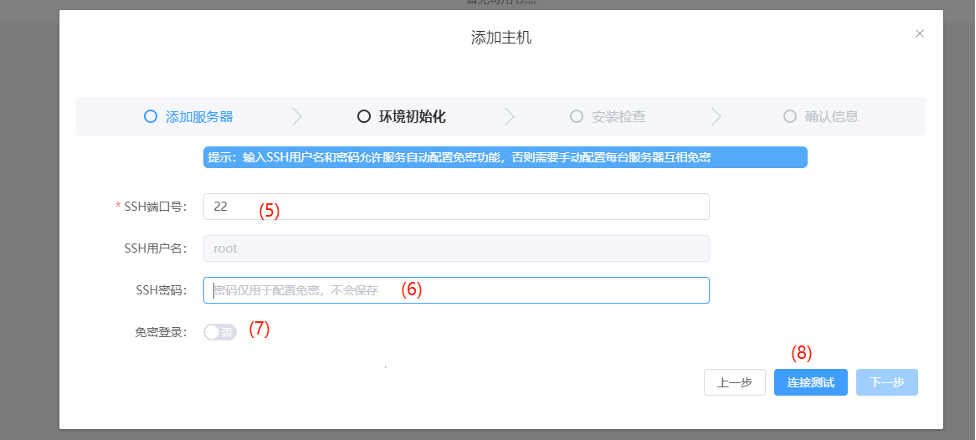 暂无可用节点
添加主机
添加服务器
环境初始化
安装检查
确认信息
提示：输入SSH用户名和密码允许服务自动配置免密功能，否则需要手动配置每台服务器互相免密
* SSH端口号： 22 (5)
SSH用户名： root
SSH密码： 密码仅用于配置免密，不会保存 (6)
免密登录： 否 (7)
(8)
上一步 连接测试 下一步